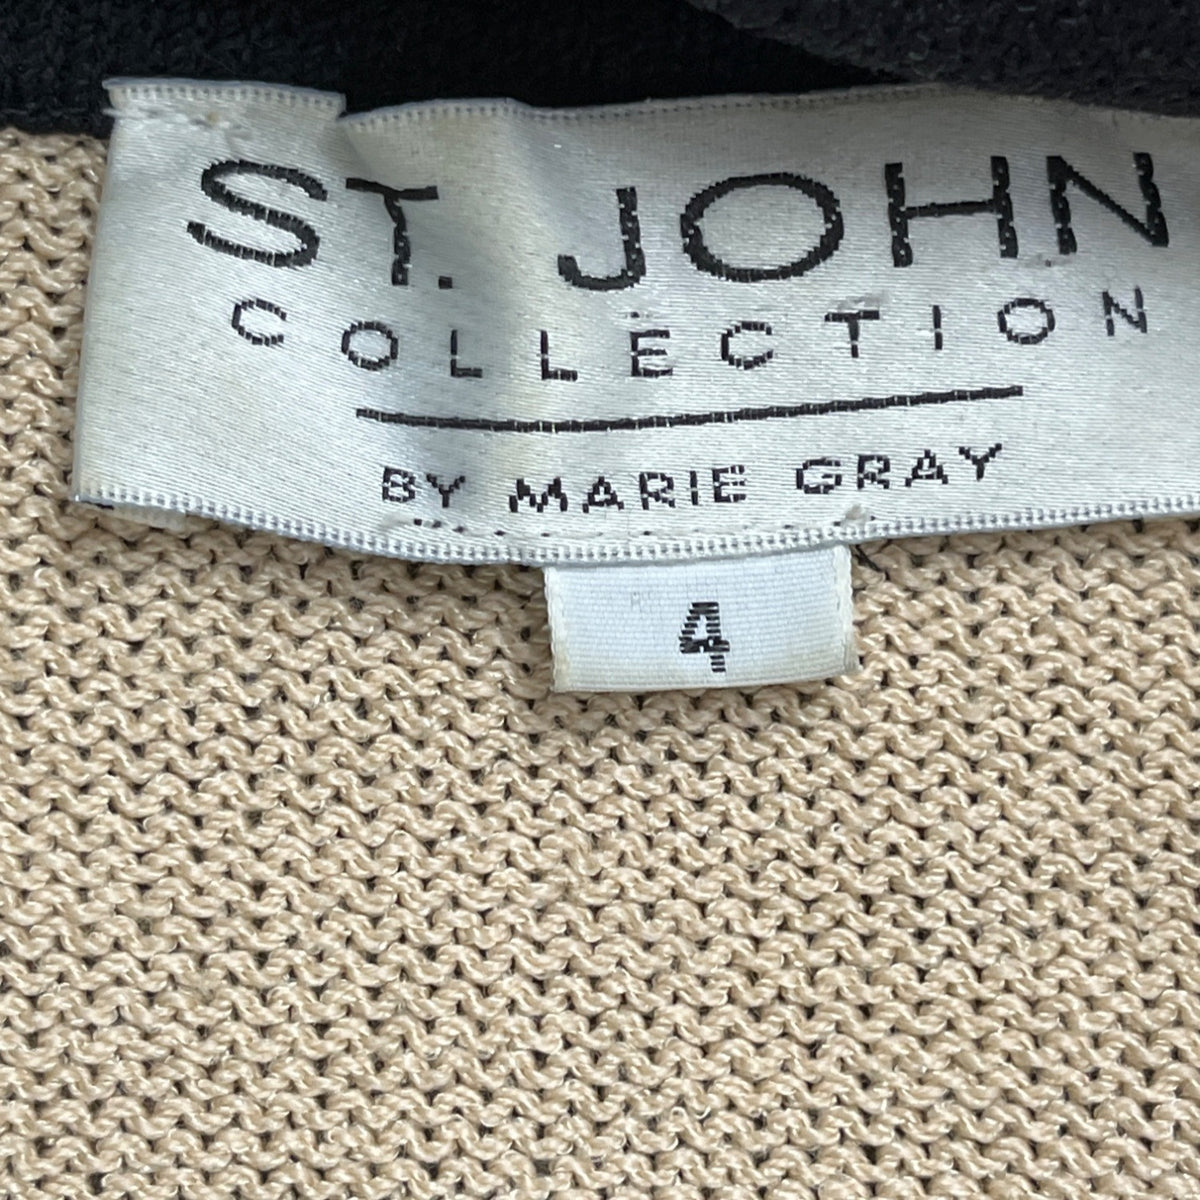 ST. JOHN
COLLECTION
BY MARIE GRAY
4